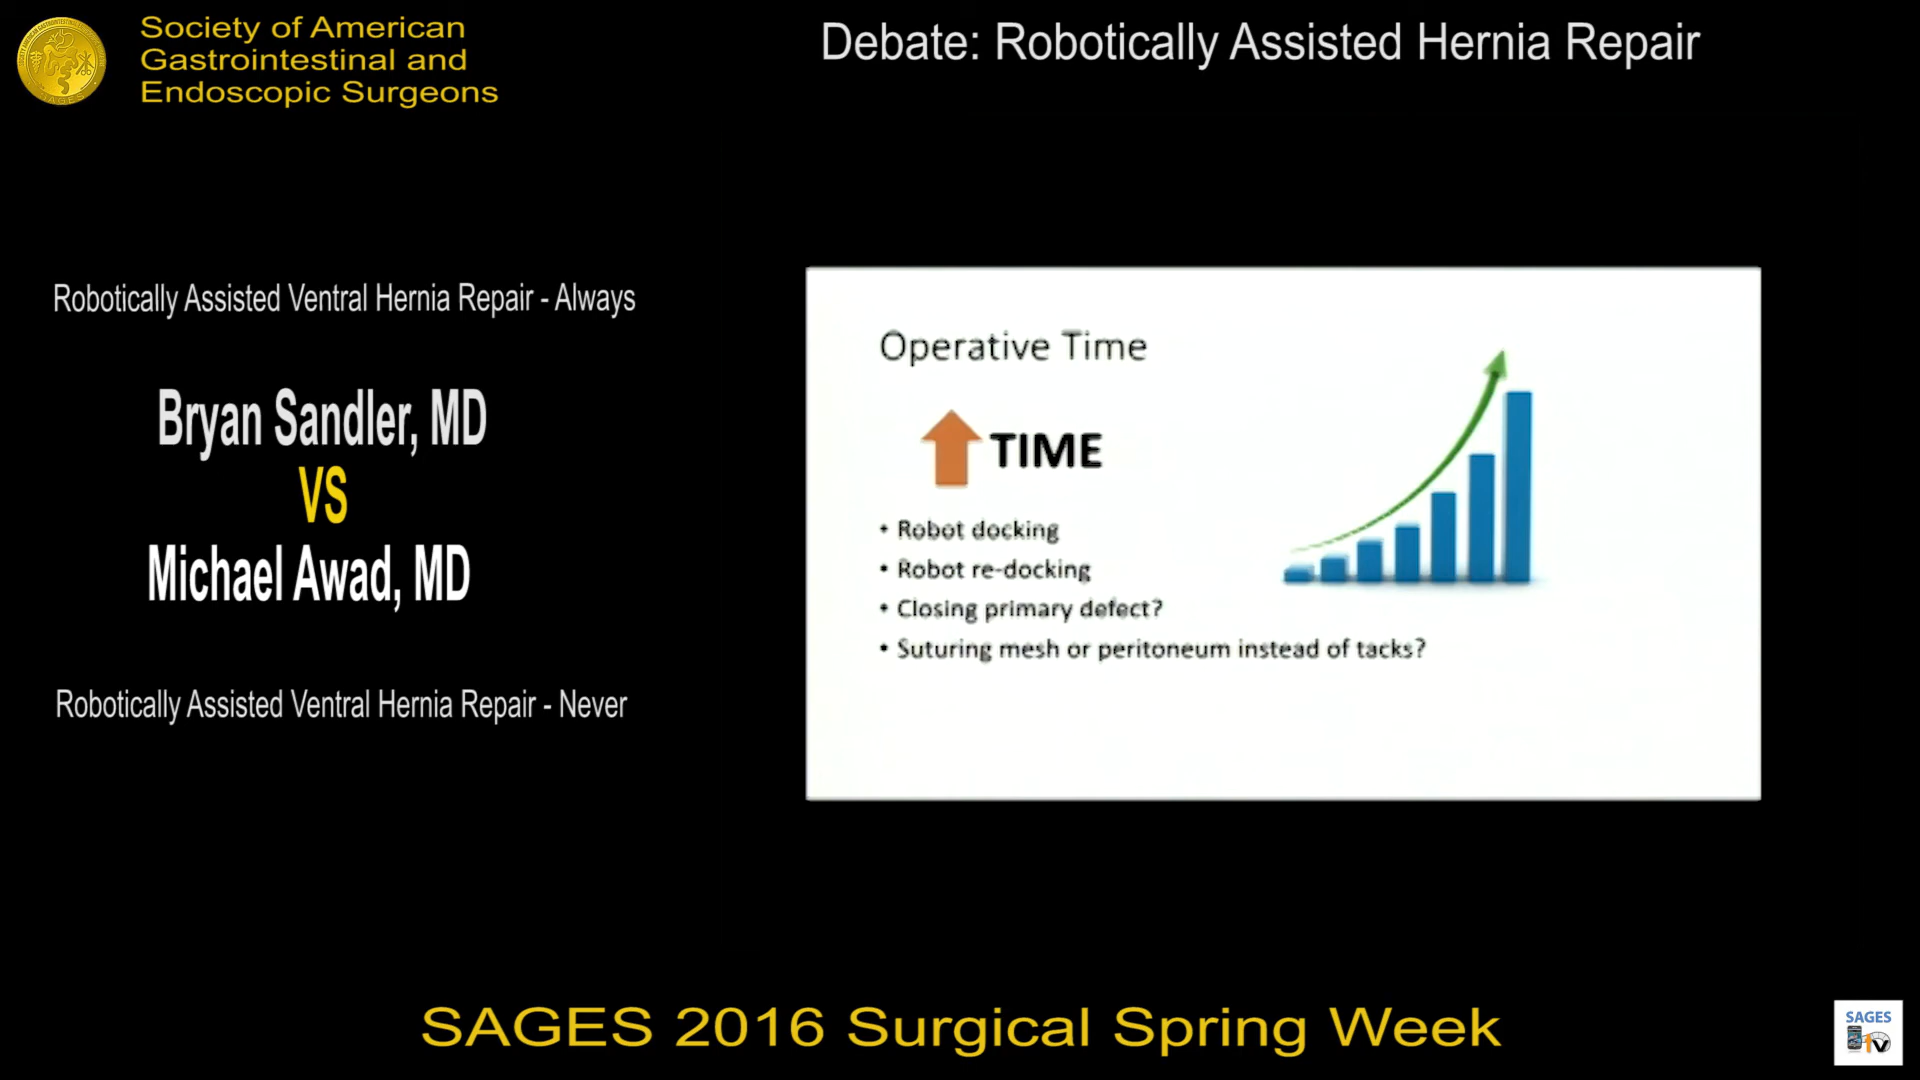 Society of American
Gastrointestinal and
Endoscopic Surgeons
Debate: Robotically Assisted Hernia Repair
Robotically Assisted Ventral Hernia Repair - Always
Bryan Sandler, MD
VS
Michael Awad, MD
Robotically Assisted Ventral Hernia Repair - Never
Operative Time
TIME
• Robot docking
• Robot re-docking
• Closing primary defect?
• Suturing mesh or peritoneum instead of tacks?
SAGES 2016 Surgical Spring Week
SAGES
TV